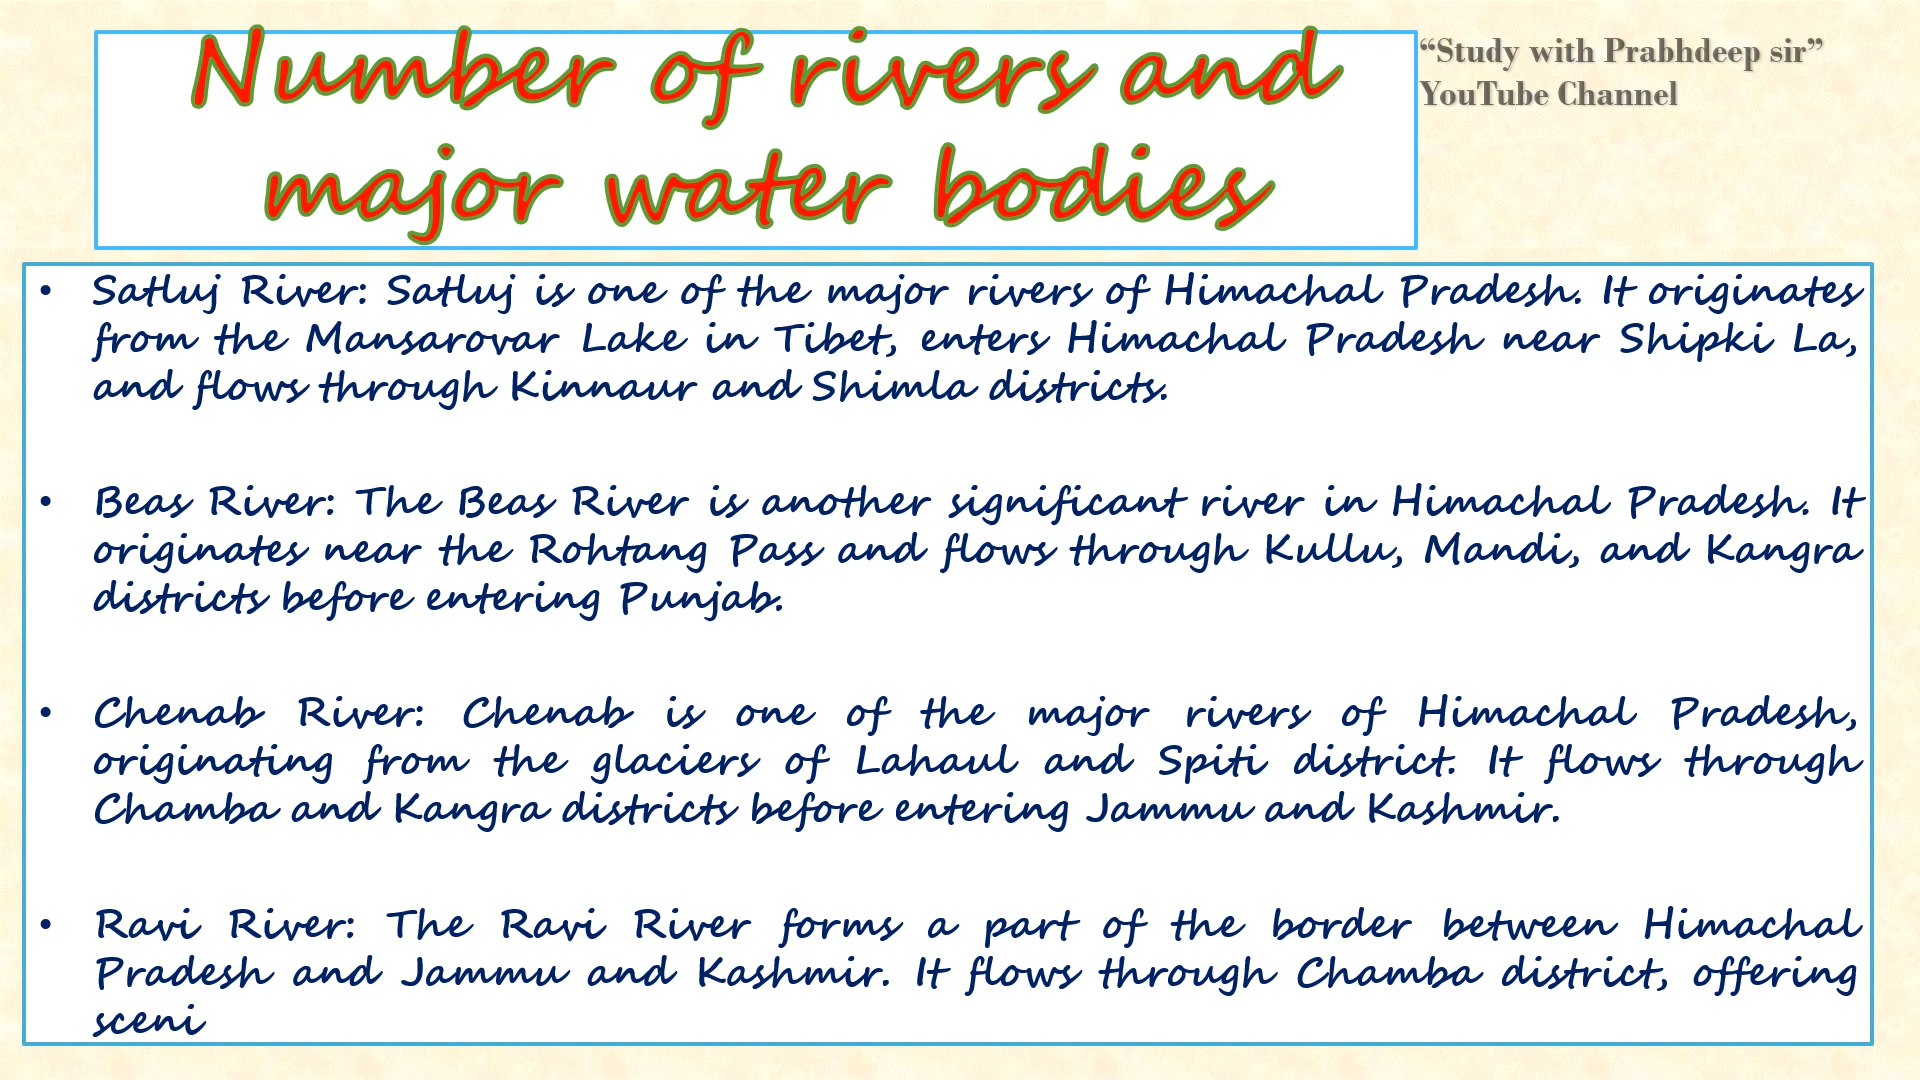 Number of rivers and
major water bodies
“Study with Prabhdeep sir”
YouTube Channel
• Satluj River: Satluj is one of the major rivers of Himachal Pradesh. It originates
from the Mansarovar Lake in Tibet, enters Himachal Pradesh near Shipki La,
and flows through Kinnaur and Shimla districts.
• Beas River: The Beas River is another significant river in Himachal Pradesh. It
originates near the Rohtang Pass and flows through Kullu, Mandi, and Kangra
districts before entering Punjab.
• Chenab River: Chenab is one of the major rivers of Himachal Pradesh,
originating from the glaciers of Lahaul and Spiti district. It flows through
Chamba and Kangra districts before entering Jammu and Kashmir.
• Ravi River: The Ravi River forms a part of the border between Himachal
Pradesh and Jammu and Kashmir. It flows through Chamba district, offering
sceni